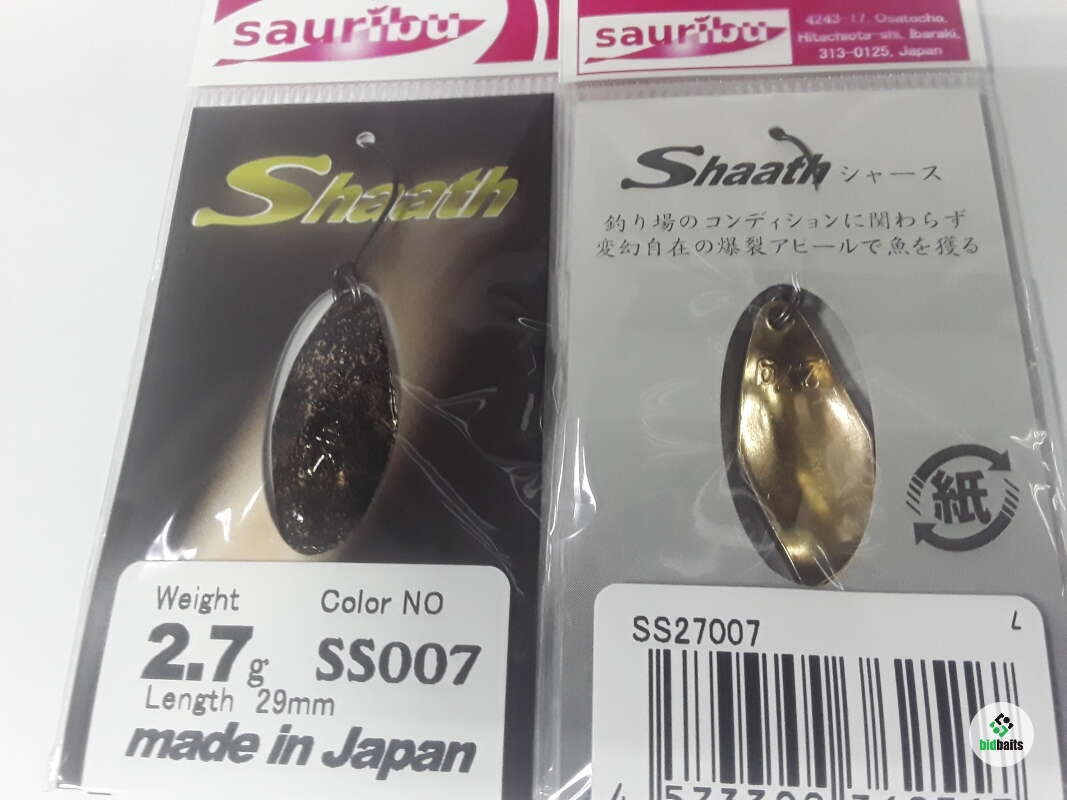 sauribu
Shaath
Weight
Color NO
2.7g
SS007
Length 29mm
made in Japan
sauribu
4243-17, Osatocho,
Hitachiota-shi, Ibaraki,
313-0125, Japan
Shaath シャース
釣り場のコンディションに関わらず
変幻自在の爆裂アピールで魚を獲る
2.7g
紙
SS27007
L
bidbaits